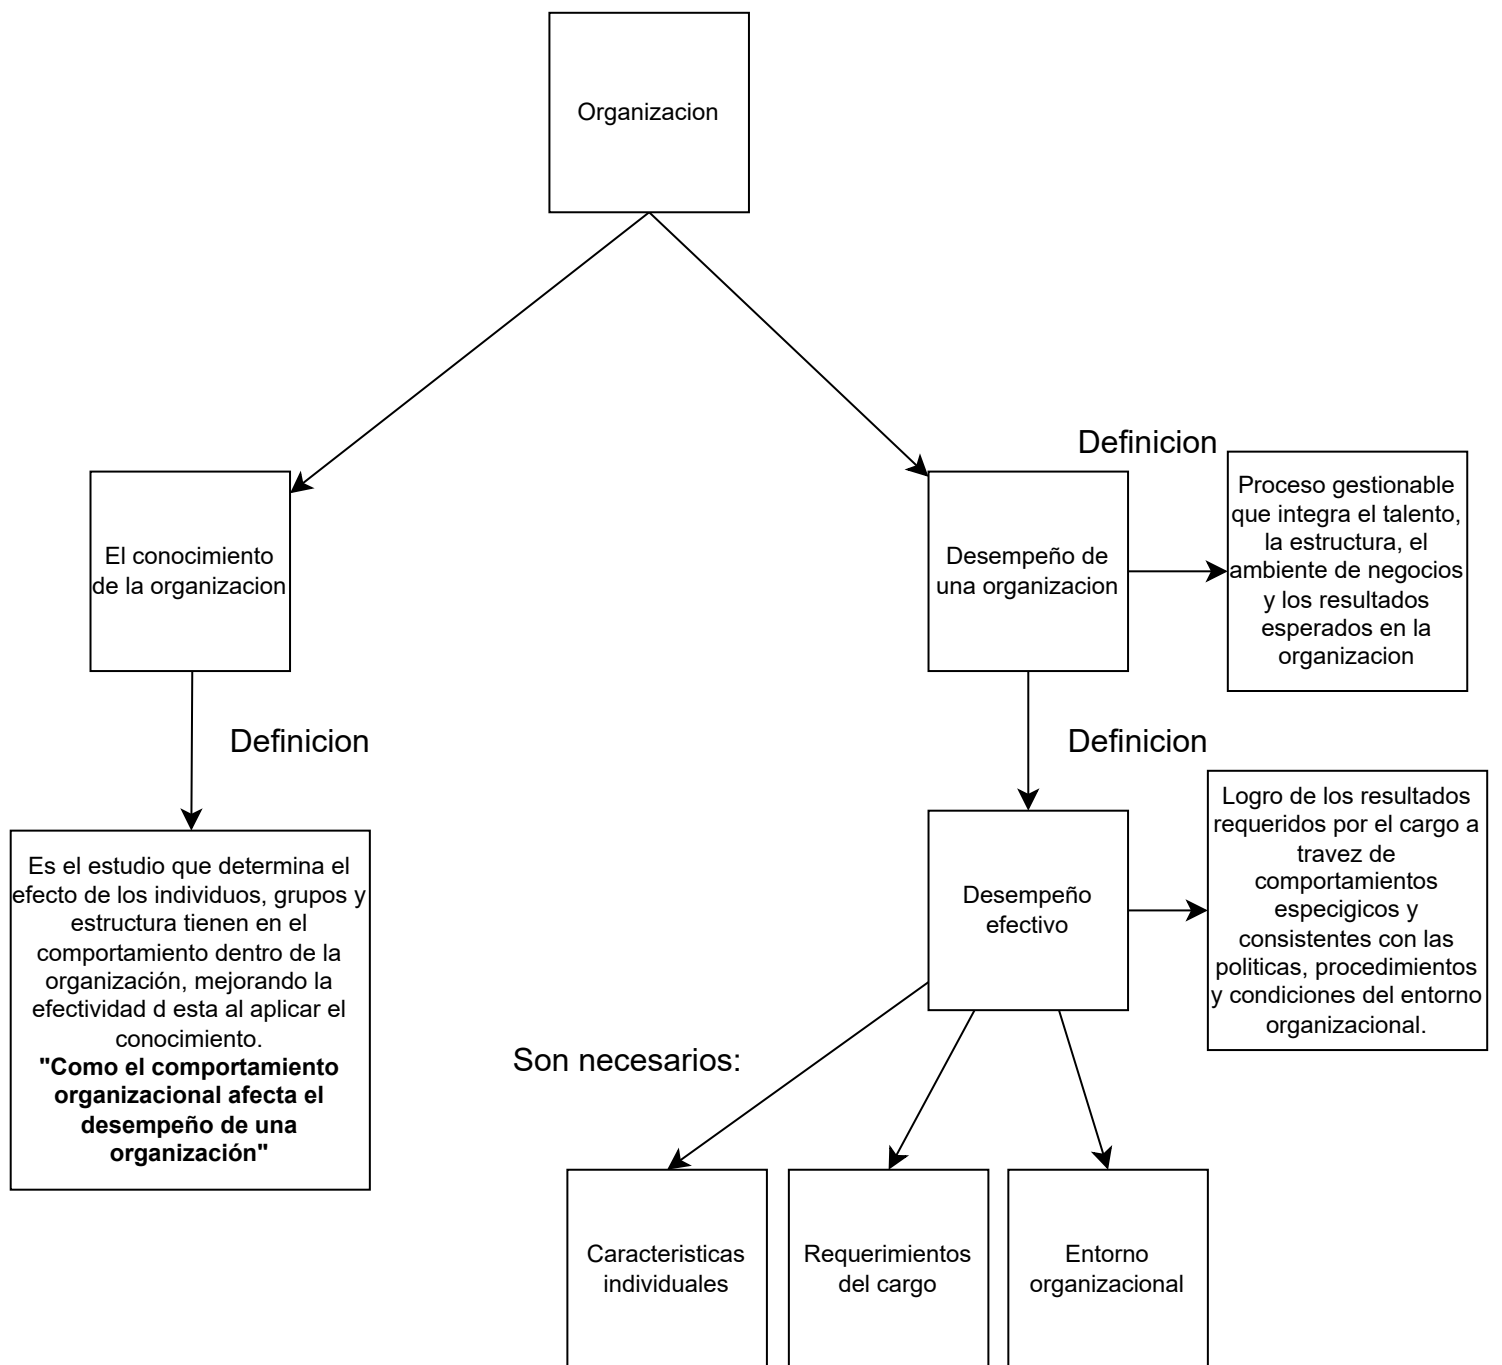 Organizacion
El conocimiento
de la organizacion
Desempeño de
una organizacion
Definicion
Proceso gestionable
que integra el talento,
la estructura, el
ambiente de negocios
y los resultados
esperados en la
organizacion
Definicion
Es el estudio que determina el
efecto de los individuos, grupos y
estructura tienen en el
comportamiento dentro de la
organización, mejorando la
efectividad d esta al aplicar el
conocimiento.
"Como el comportamiento
organizacional afecta el
desempeño de una
organización"
Definicion
Desempeño
efectivo
Logro de los resultados
requeridos por el cargo a
travez de
comportamientos
especigicos y
consistentes con las
politicas, procedimientos
y condiciones del entorno
organizacional.
Son necesarios:
Caracteristicas
individuales
Requerimientos
del cargo
Entorno
organizacional